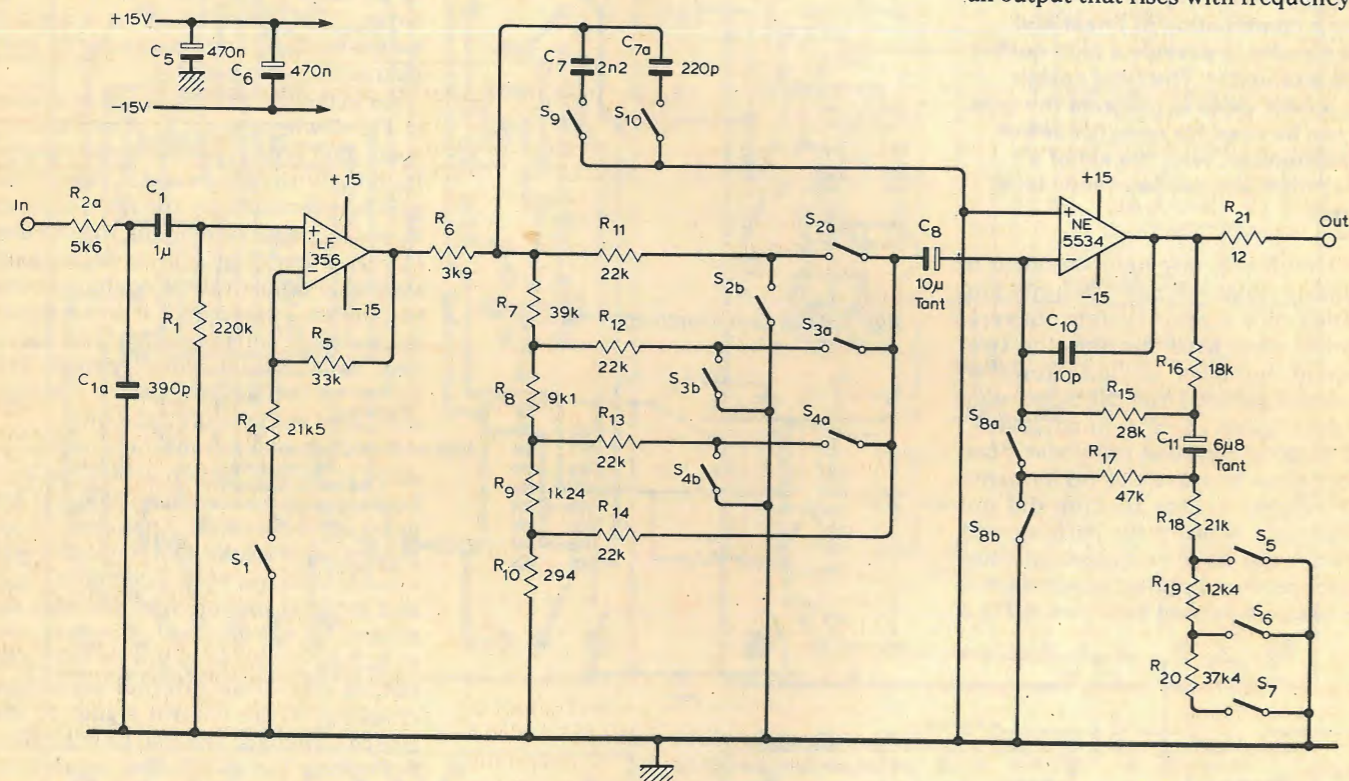 an output that rises with frequency
+15V
C5 470n
C6 470n
-15V
C7 2n2
C7a 220p
S9
S10
In
R2a 5k6
C1 1μ
+15
LF 356
+
−
-15
R6 3k9
R1 220k
C1a 390p
R5 33k
R4 21k5
S1
R7 39k
R8 9k1
R9 1k24
R10 294
R11 22k
R12 22k
R13 22k
R14 22k
S2a
S2b
S3a
S3b
S4a
S4b
C8 10μ Tant
+15
NE 5534
+
−
-15
R21 12
Out
C10 10p
R16 18k
R15 28k
S8a
C11 6μ8 Tant
R17 47k
S8b
R18 21k
S5
R19 12k4
S6
R20 37k4
S7